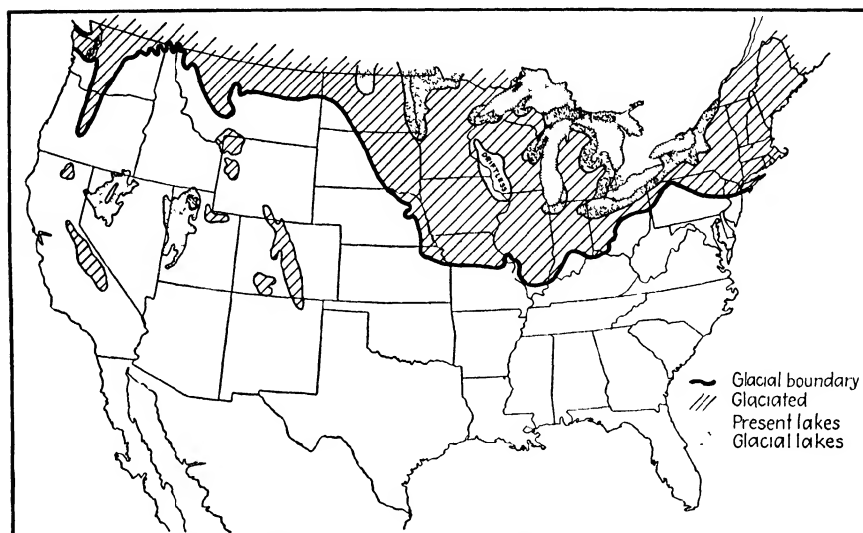 DRIFTLESS
Glacial boundary
Glaciated
Present lakes
Glacial lakes